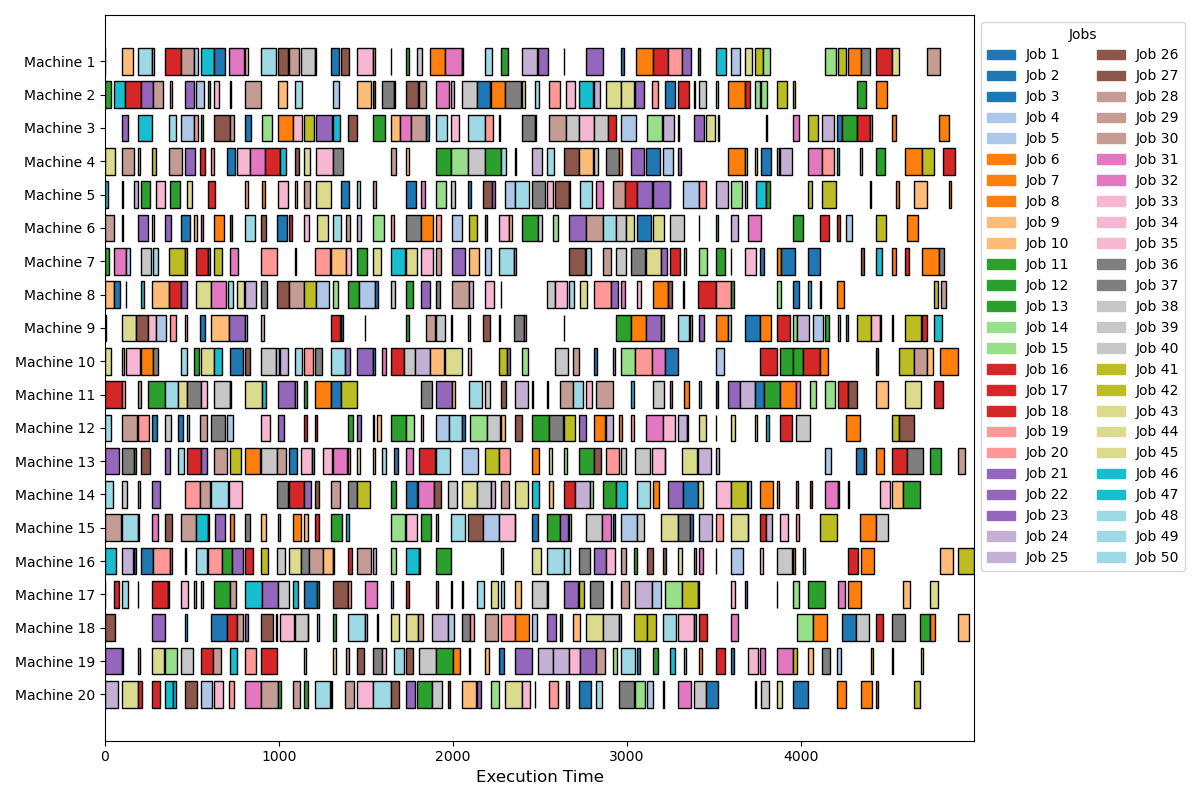 Machine 1
Machine 2
Machine 3
Machine 4
Machine 5
Machine 6
Machine 7
Machine 8
Machine 9
Machine 10
Machine 11
Machine 12
Machine 13
Machine 14
Machine 15
Machine 16
Machine 17
Machine 18
Machine 19
Machine 20
0 1000 2000 3000 4000
Execution Time
Jobs
Job 1
Job 2
Job 3
Job 4
Job 5
Job 6
Job 7
Job 8
Job 9
Job 10
Job 11
Job 12
Job 13
Job 14
Job 15
Job 16
Job 17
Job 18
Job 19
Job 20
Job 21
Job 22
Job 23
Job 24
Job 25
Job 26
Job 27
Job 28
Job 29
Job 30
Job 31
Job 32
Job 33
Job 34
Job 35
Job 36
Job 37
Job 38
Job 39
Job 40
Job 41
Job 42
Job 43
Job 44
Job 45
Job 46
Job 47
Job 48
Job 49
Job 50